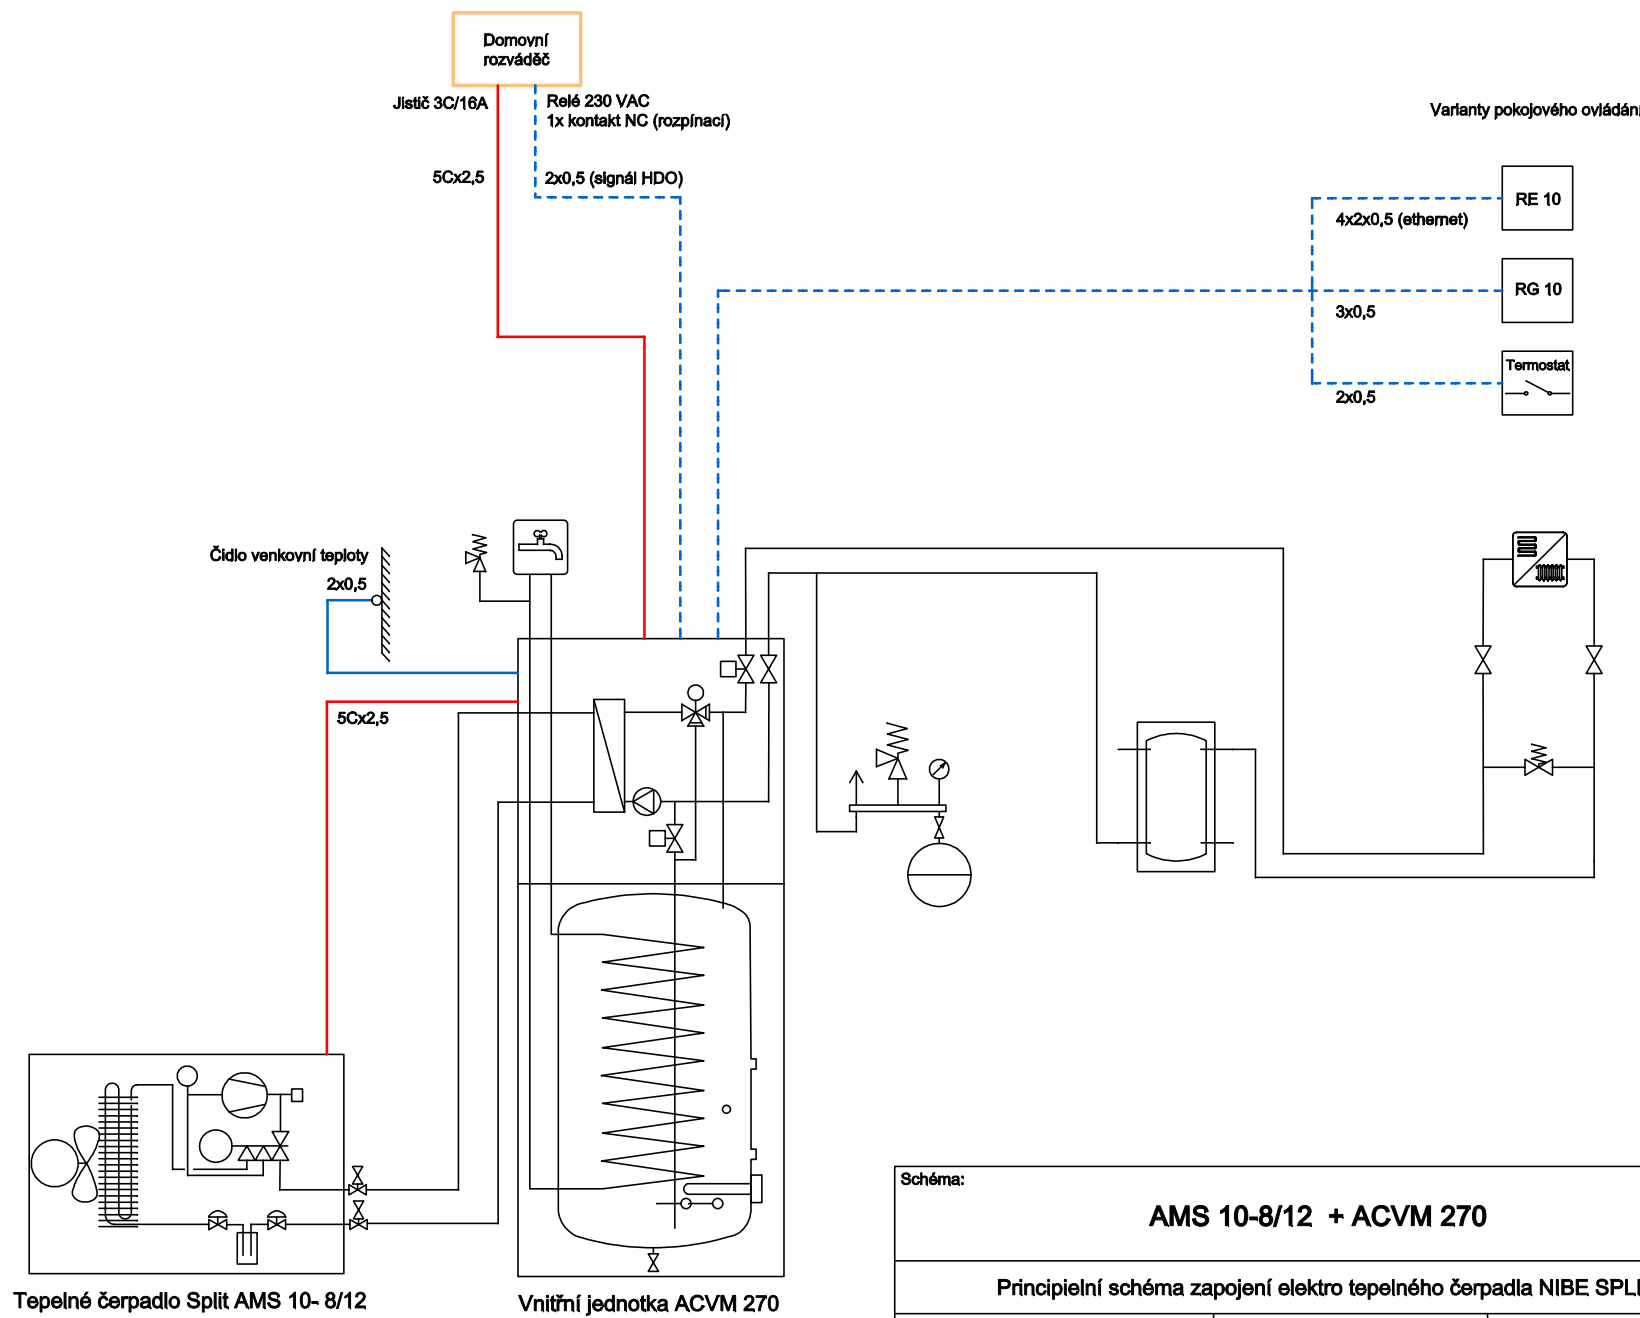 Domovní
rozváděč
Jistič 3C/16A
Relé 230 VAC
1x kontakt NC (rozpínací)
Varianty pokojového ovládání
5Cx2,5
2x0,5 (signál HDO)
RE 10
4x2x0,5 (ethernet)
RG 10
3x0,5
Termostat
2x0,5
Čidlo venkovní teploty
2x0,5
5Cx2,5
Schéma:
AMS 10-8/12 + ACVM 270
Principielní schéma zapojení elektro tepelného čerpadla NIBE SPLI
Tepelné čerpadlo Split AMS 10- 8/12
Vnitřní jednotka ACVM 270